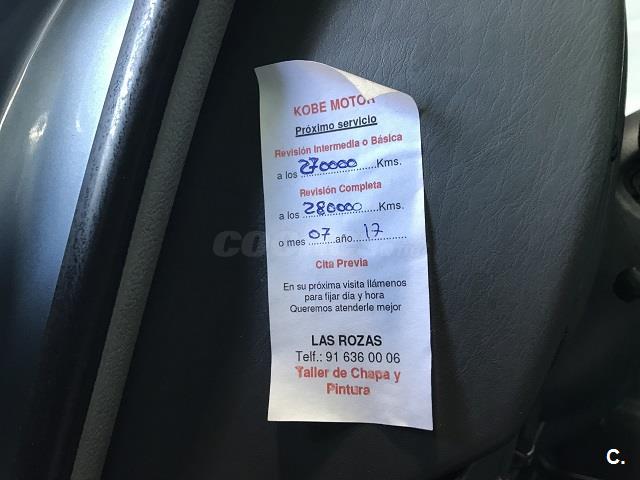 KOBE MOTOR
Próximo servicio
Revisión Intermedia o Básica
a los 270000 Kms.
Revisión Completa
a los 280000 Kms.
o mes 07 año 17
Cita Previa
En su próxima visita llámenos
para fijar día y hora
Queremos atenderle mejor
LAS ROZAS
Telf.: 91 636 00 06
Taller de Chapa y
Pintura
C.